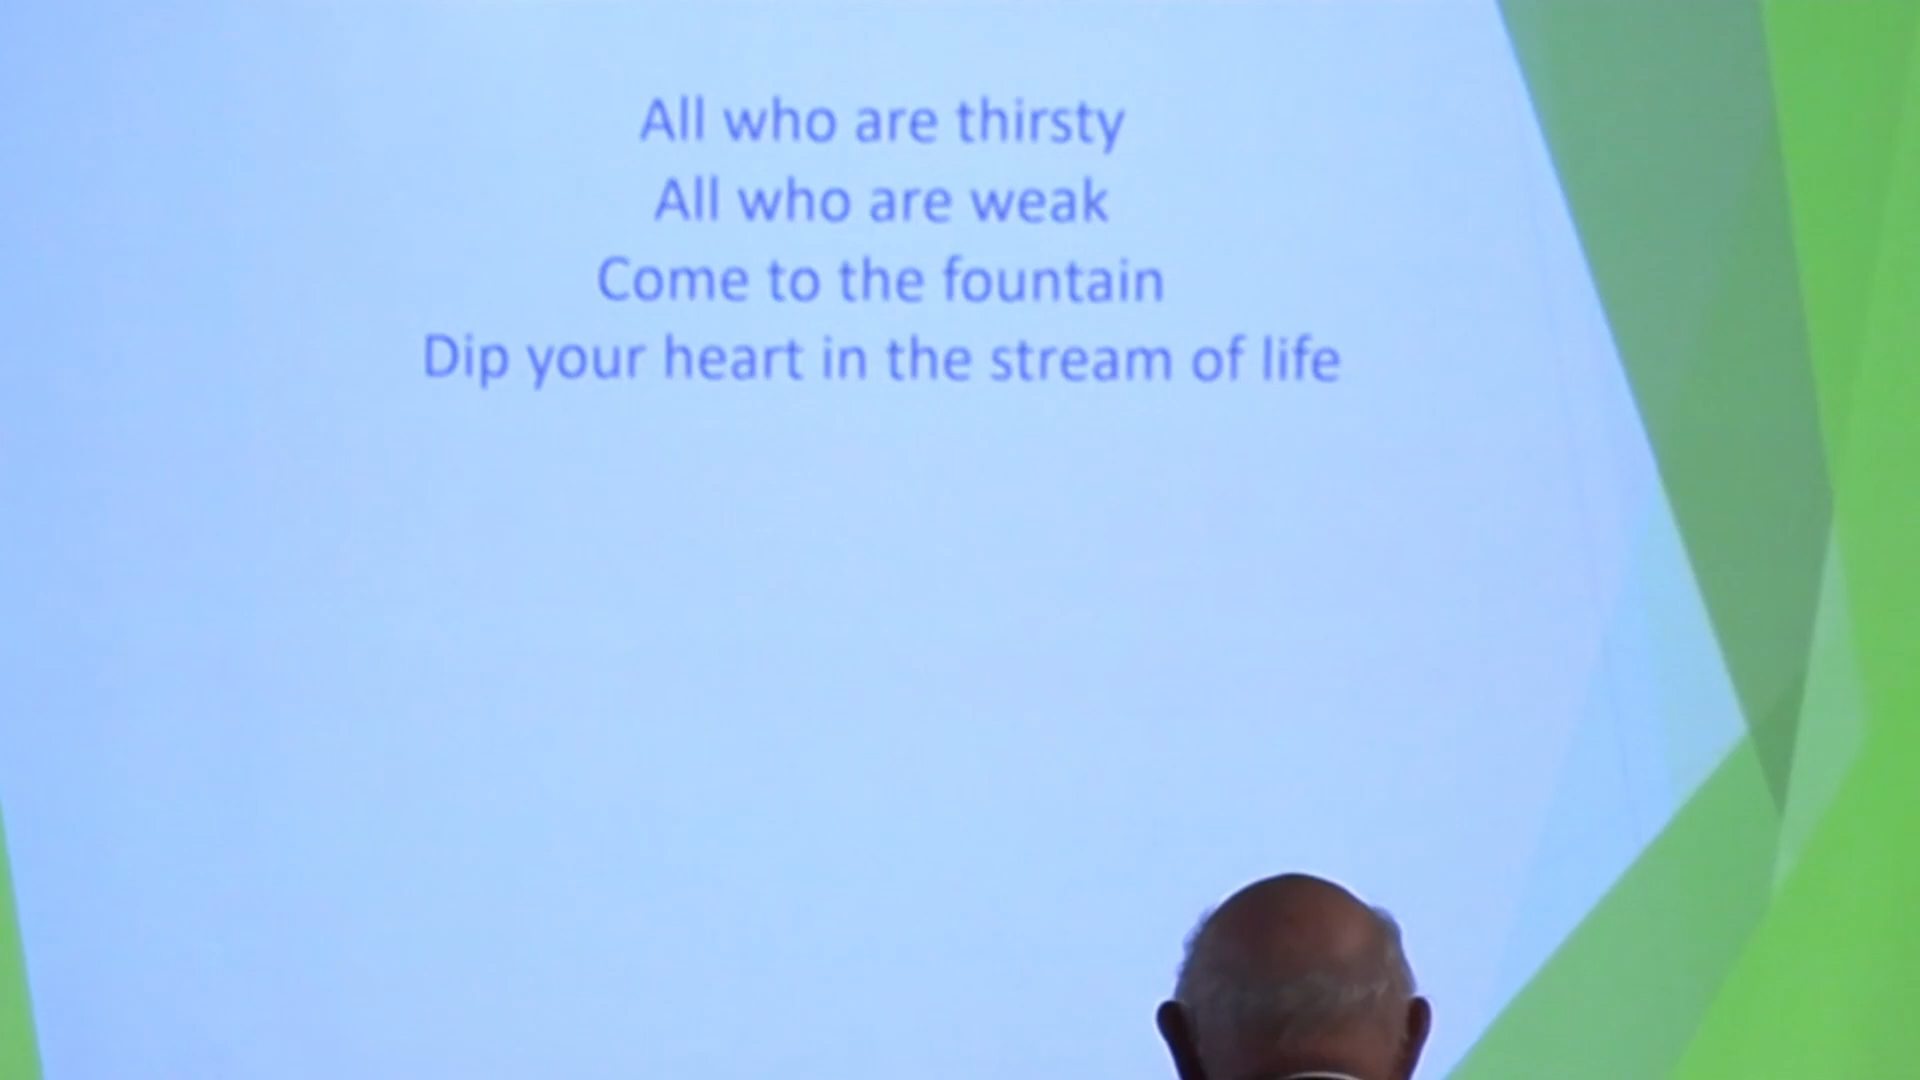 All who are thirsty
All who are weak
Come to the fountain
Dip your heart in the stream of life